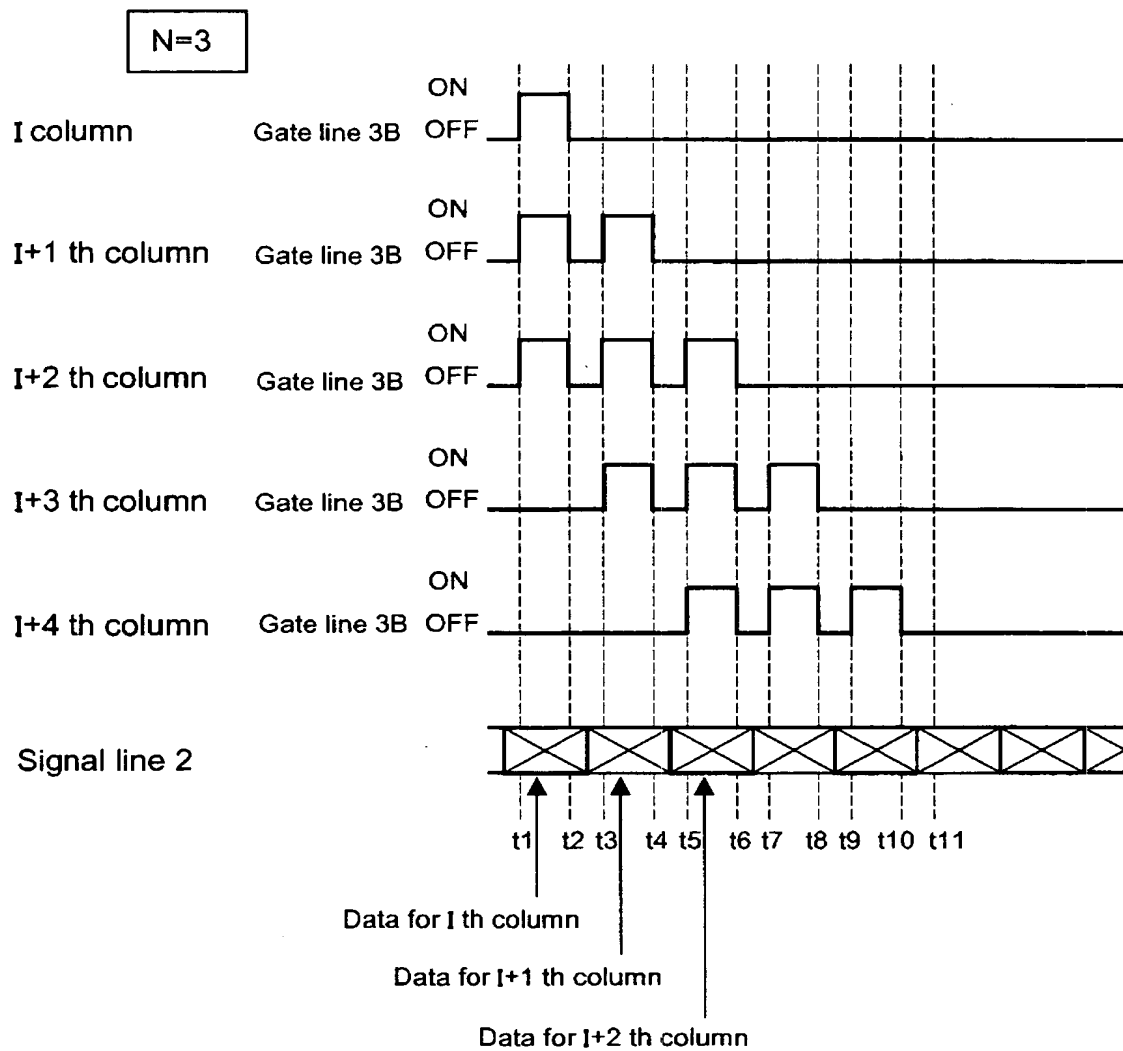 N=3
ON
I column Gate line 3B OFF
ON
I+1 th column Gate line 3B OFF
ON
I+2 th column Gate line 3B OFF
ON
I+3 th column Gate line 3B OFF
ON
I+4 th column Gate line 3B OFF
Signal line 2
t1 t2 t3 t4 t5 t6 t7 t8 t9 t10 t11
Data for I th column
Data for I+1 th column
Data for I+2 th column